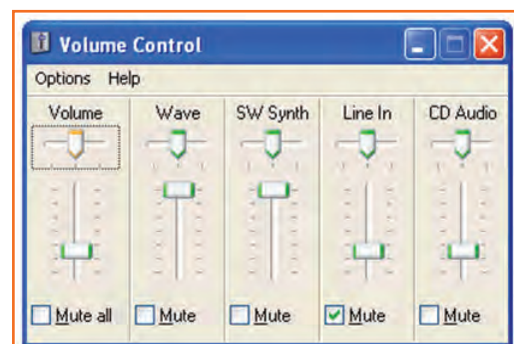 Volume Control
Options Help
Volume Wave SW Synth Line In CD Audio
Mute all Mute Mute Mute Mute